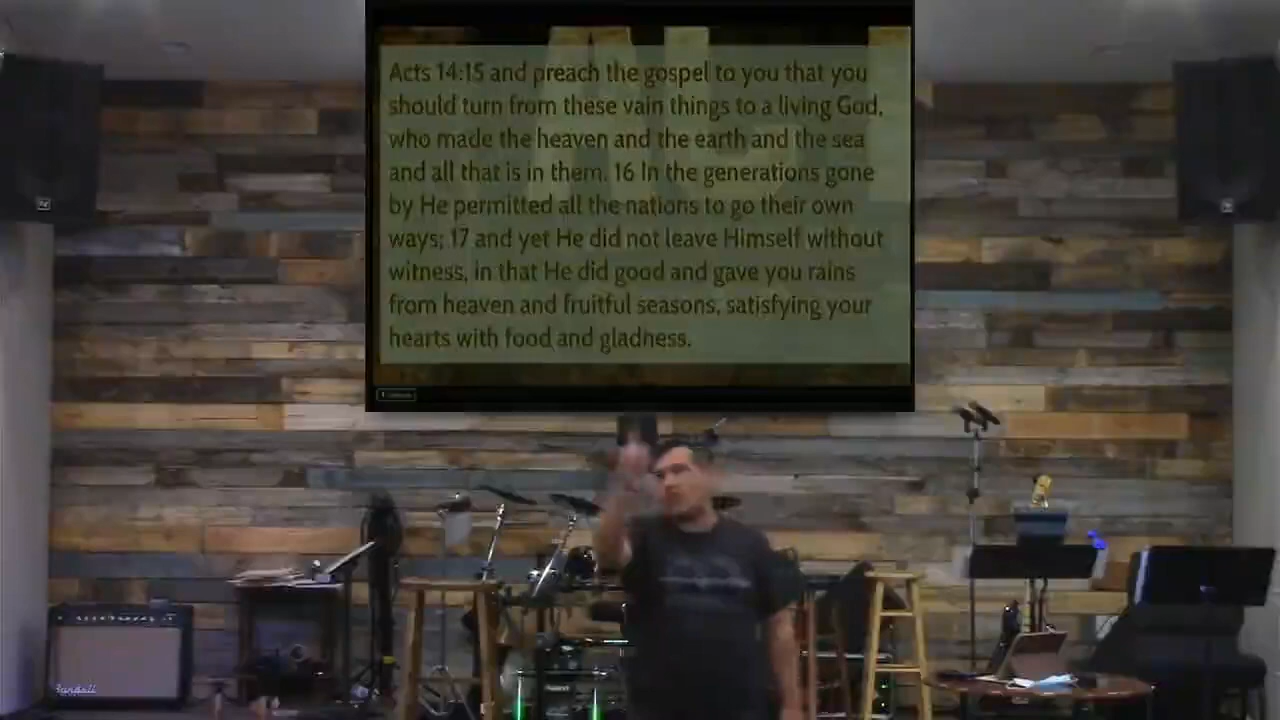 Acts 14:15 and preach the gospel to you that you
should turn from these vain things to a living God,
who made the heaven and the earth and the sea
and all that is in them. 16 In the generations gone
by He permitted all the nations to go their own
ways; 17 and yet He did not leave Himself without
witness, in that He did good and gave you rains
from heaven and fruitful seasons, satisfying your
hearts with food and gladness.
Randall